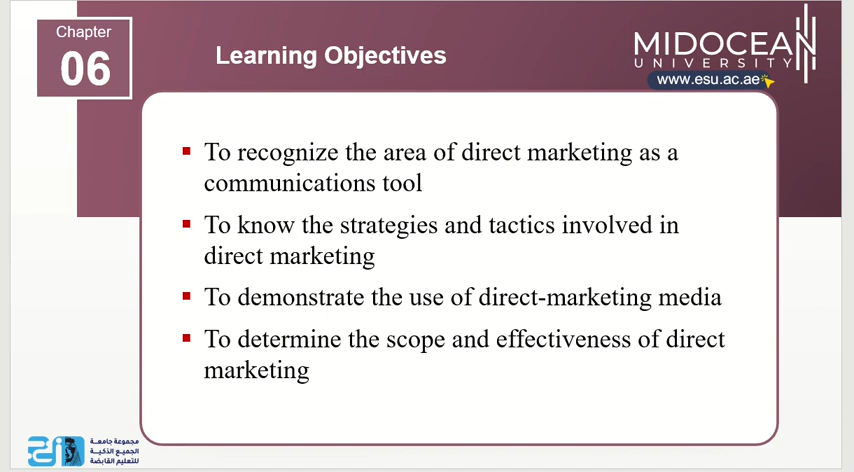 Chapter
06
Learning Objectives
MIDOCEAN
UNIVERSITY
www.esu.ac.ae
To recognize the area of direct marketing as a
communications tool
To know the strategies and tactics involved in
direct marketing
To demonstrate the use of direct-marketing media
To determine the scope and effectiveness of direct
marketing
مجموعة جامعة
الجميع الذكية
للتعليم القابضة